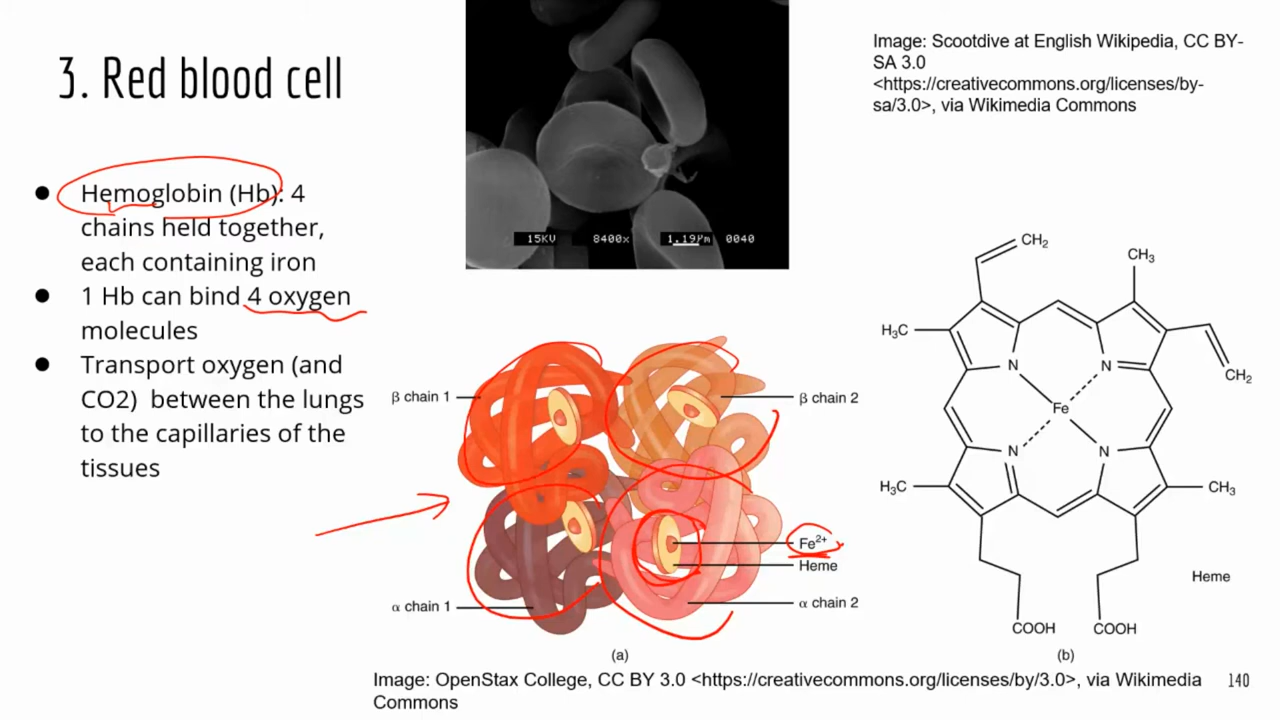 3. Red blood cell
Hemoglobin (Hb): 4
chains held together,
each containing iron
1 Hb can bind 4 oxygen
molecules
Transport oxygen (and
CO2) between the lungs
to the capillaries of the
tissues
15KV 8400x 1.19µm 0040
Image: Scootdive at English Wikipedia, CC BY-
SA 3.0
<https://creativecommons.org/licenses/by-
sa/3.0>, via Wikimedia Commons
β chain 1
β chain 2
Fe²⁺
Heme
α chain 1
α chain 2
(a)
CH₂
CH₃
H₃C
N
N
CH₂
Fe
N
N
H₃C
CH₃
Heme
COOH
COOH
(b)
Image: OpenStax College, CC BY 3.0 <https://creativecommons.org/licenses/by/3.0>, via Wikimedia
Commons
140